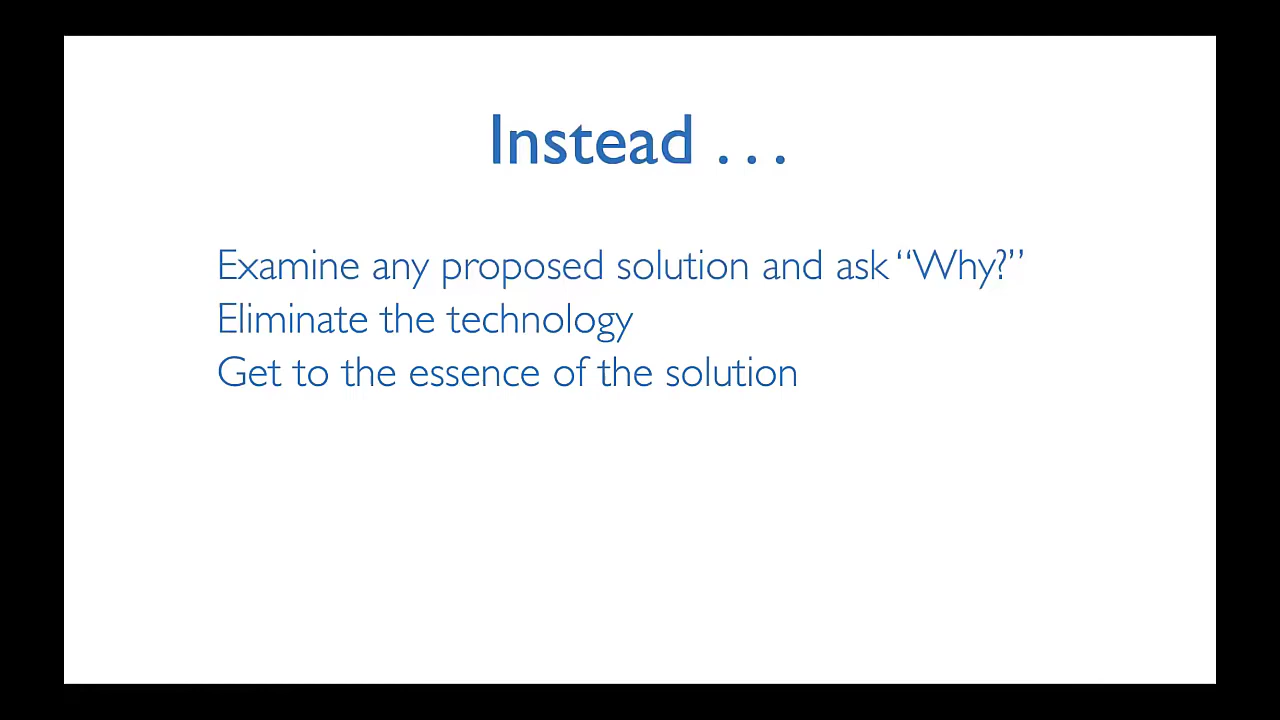 Instead . . .
Examine any proposed solution and ask “Why?”
Eliminate the technology
Get to the essence of the solution